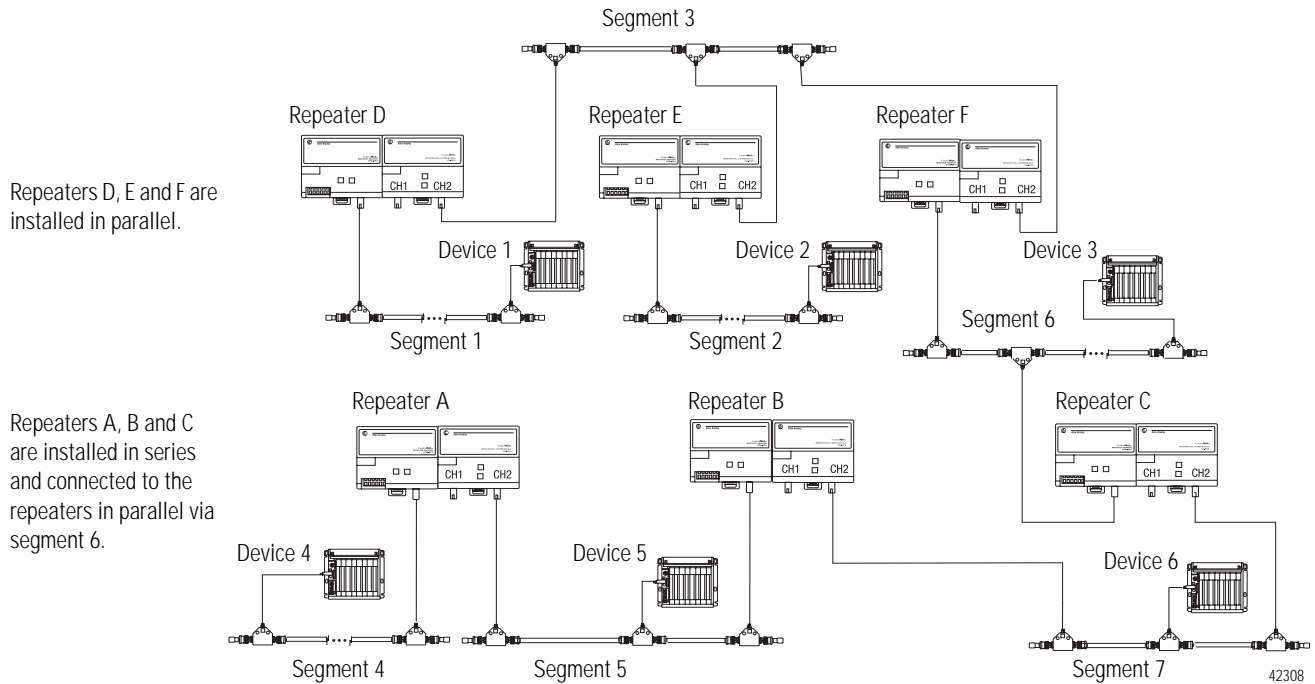 Segment 3
Repeater D
Repeater E
Repeater F
Repeaters D, E and F are
installed in parallel.
CH1
CH2
CH1
CH2
CH1
CH2
Device 1
Device 2
Device 3
Segment 1
Segment 2
Segment 6
Repeaters A, B and C
are installed in series
and connected to the
repeaters in parallel via
segment 6.
Repeater A
Repeater B
Repeater C
CH1
CH2
CH1
CH2
CH1
CH2
Device 4
Device 5
Device 6
Segment 4
Segment 5
Segment 7
42308